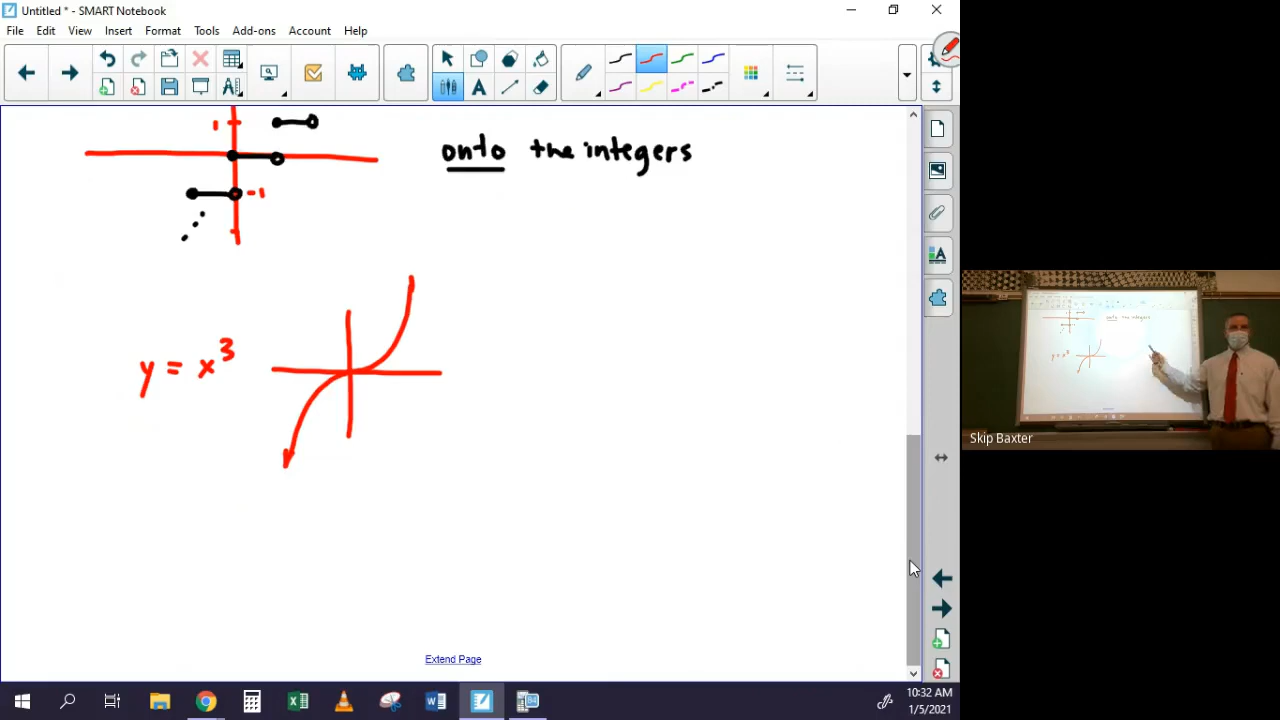 Untitled * - SMART Notebook
File Edit View Insert Format Tools Add-ons Account Help
1
onto the integers
-1
y = x³
Skip Baxter
Extend Page
10:32 AM
1/5/2021